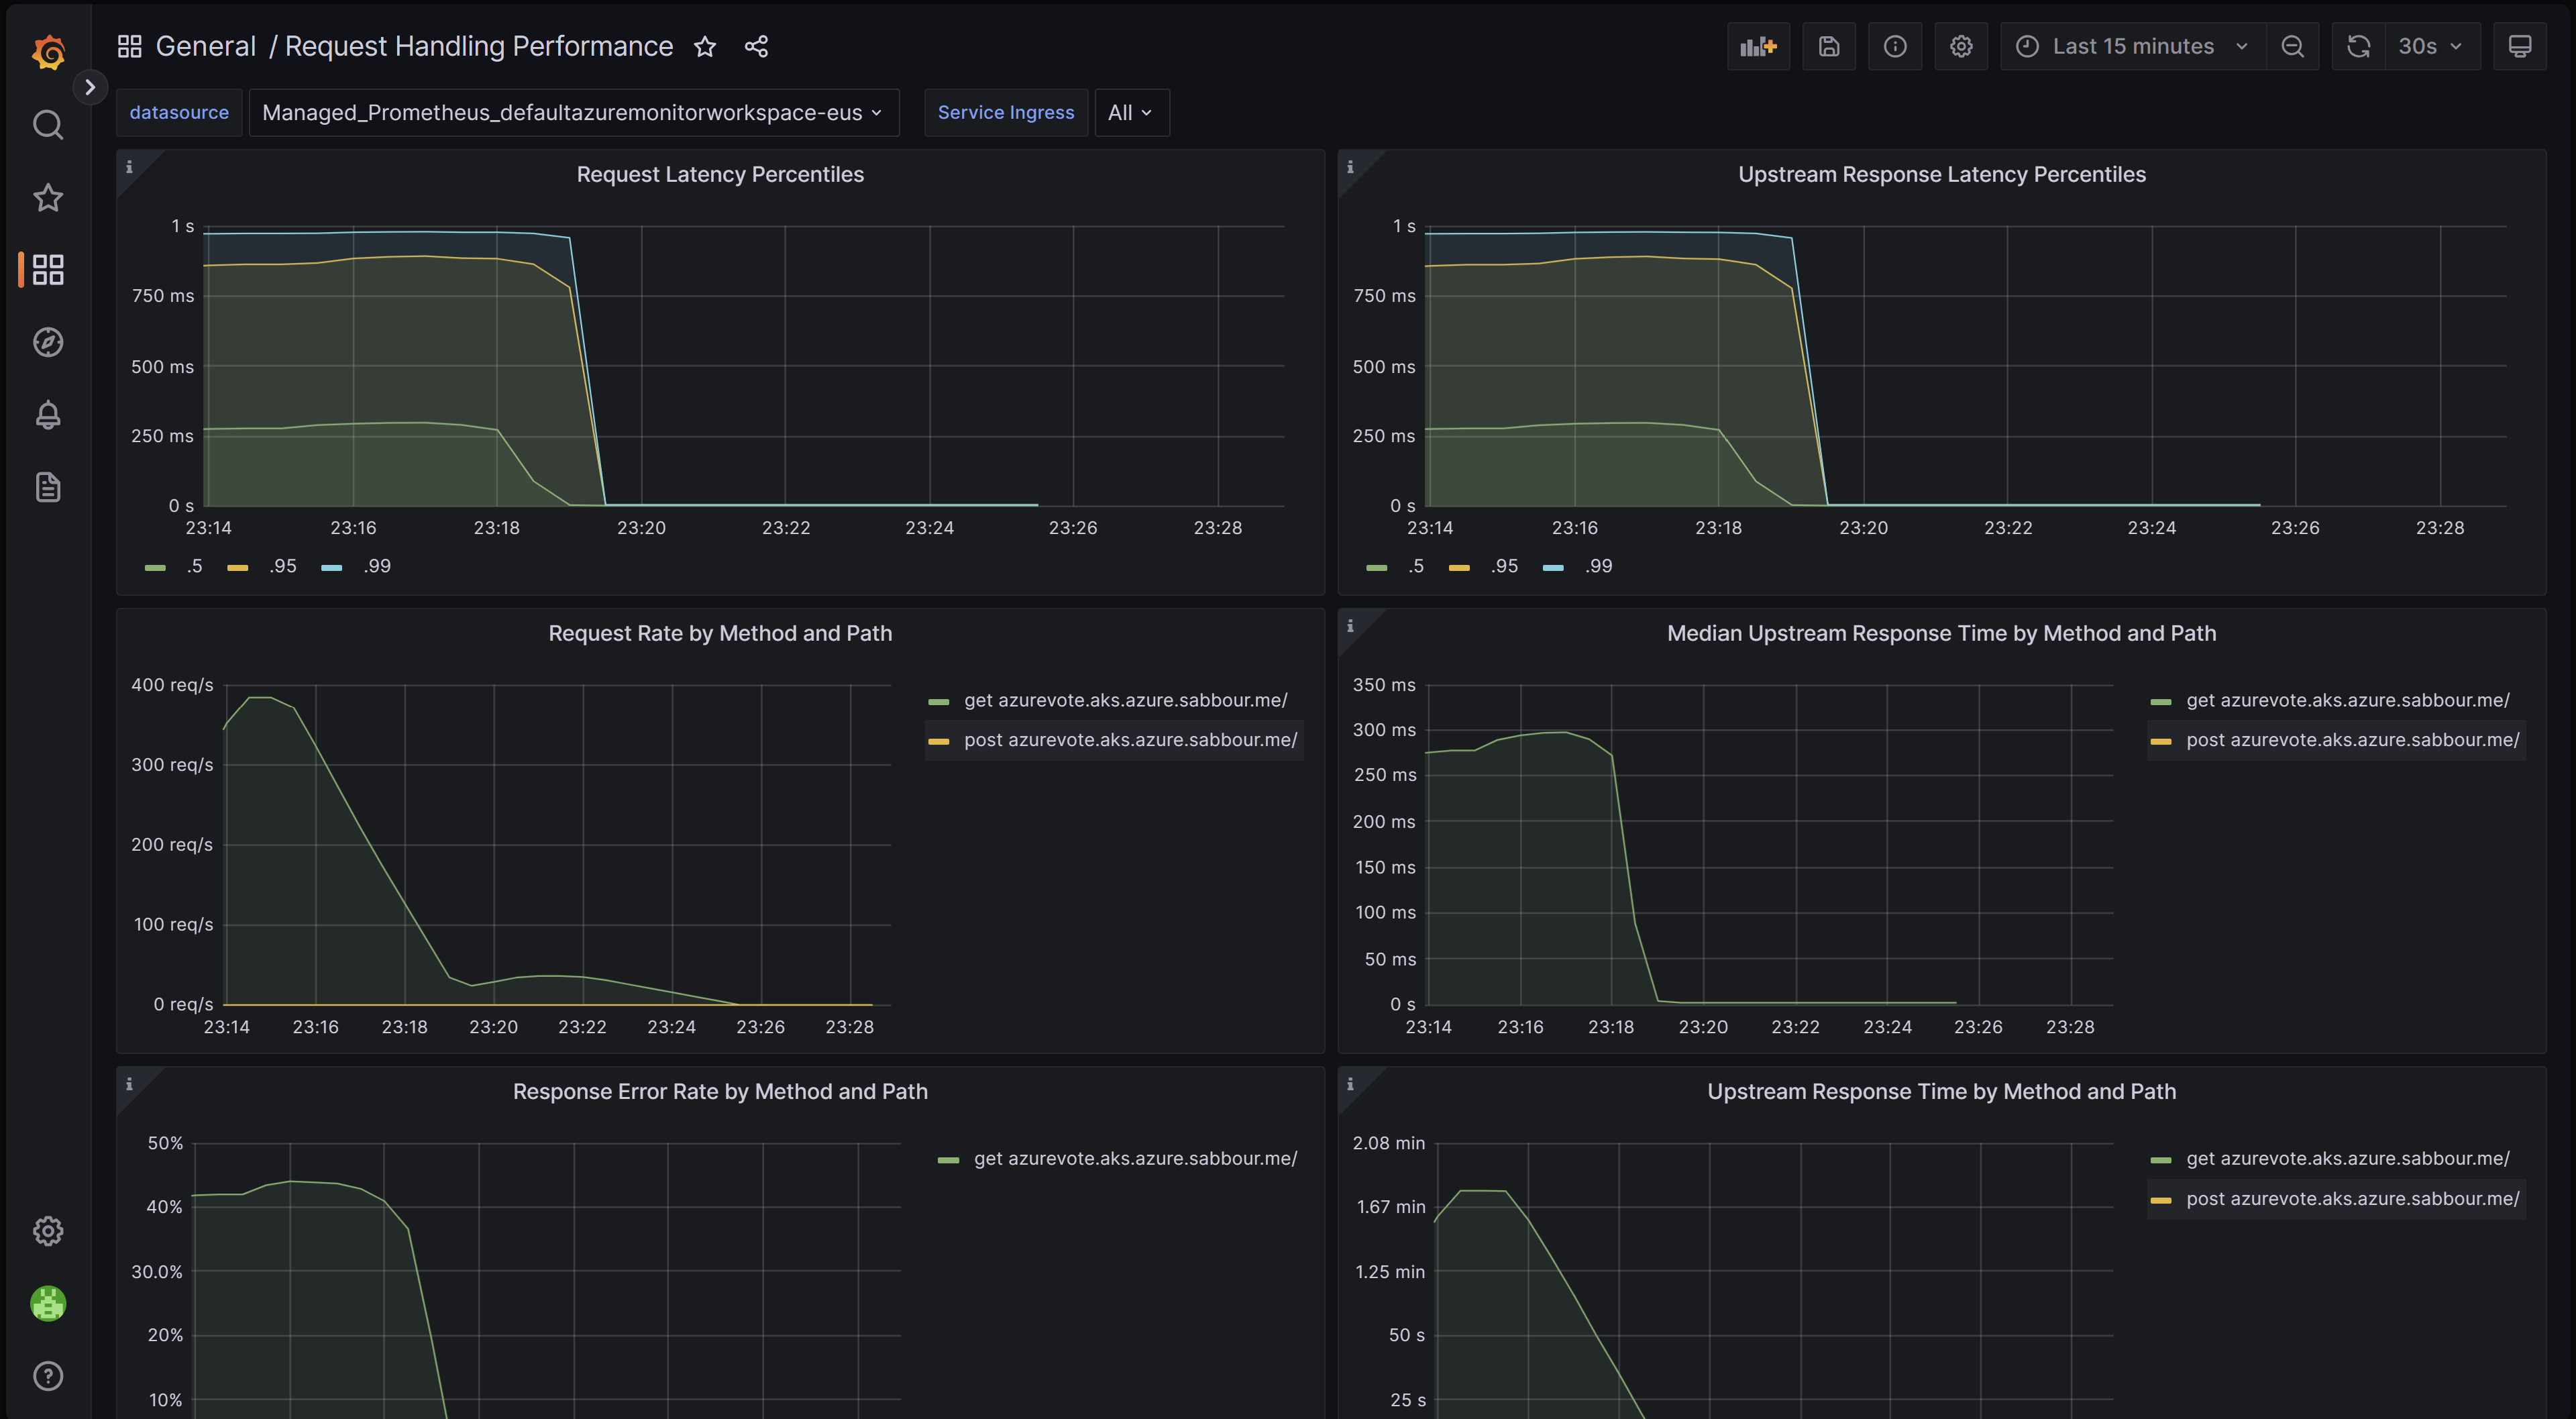 General / Request Handling Performance
Last 15 minutes
30s
datasource
Managed_Prometheus_defaultazuremonitorworkspace-eus
Service Ingress
All
Request Latency Percentiles
1 s
750 ms
500 ms
250 ms
0 s
23:14 23:16 23:18 23:20 23:22 23:24 23:26 23:28
.5 .95 .99
Upstream Response Latency Percentiles
1 s
750 ms
500 ms
250 ms
0 s
23:14 23:16 23:18 23:20 23:22 23:24 23:26 23:28
.5 .95 .99
Request Rate by Method and Path
400 req/s
300 req/s
200 req/s
100 req/s
0 req/s
23:14 23:16 23:18 23:20 23:22 23:24 23:26 23:28
get azurevote.aks.azure.sabbour.me/
post azurevote.aks.azure.sabbour.me/
Median Upstream Response Time by Method and Path
350 ms
300 ms
250 ms
200 ms
150 ms
100 ms
50 ms
0 s
23:14 23:16 23:18 23:20 23:22 23:24 23:26 23:28
get azurevote.aks.azure.sabbour.me/
post azurevote.aks.azure.sabbour.me/
Response Error Rate by Method and Path
50%
40%
30.0%
20%
10%
get azurevote.aks.azure.sabbour.me/
Upstream Response Time by Method and Path
2.08 min
1.67 min
1.25 min
50 s
25 s
get azurevote.aks.azure.sabbour.me/
post azurevote.aks.azure.sabbour.me/